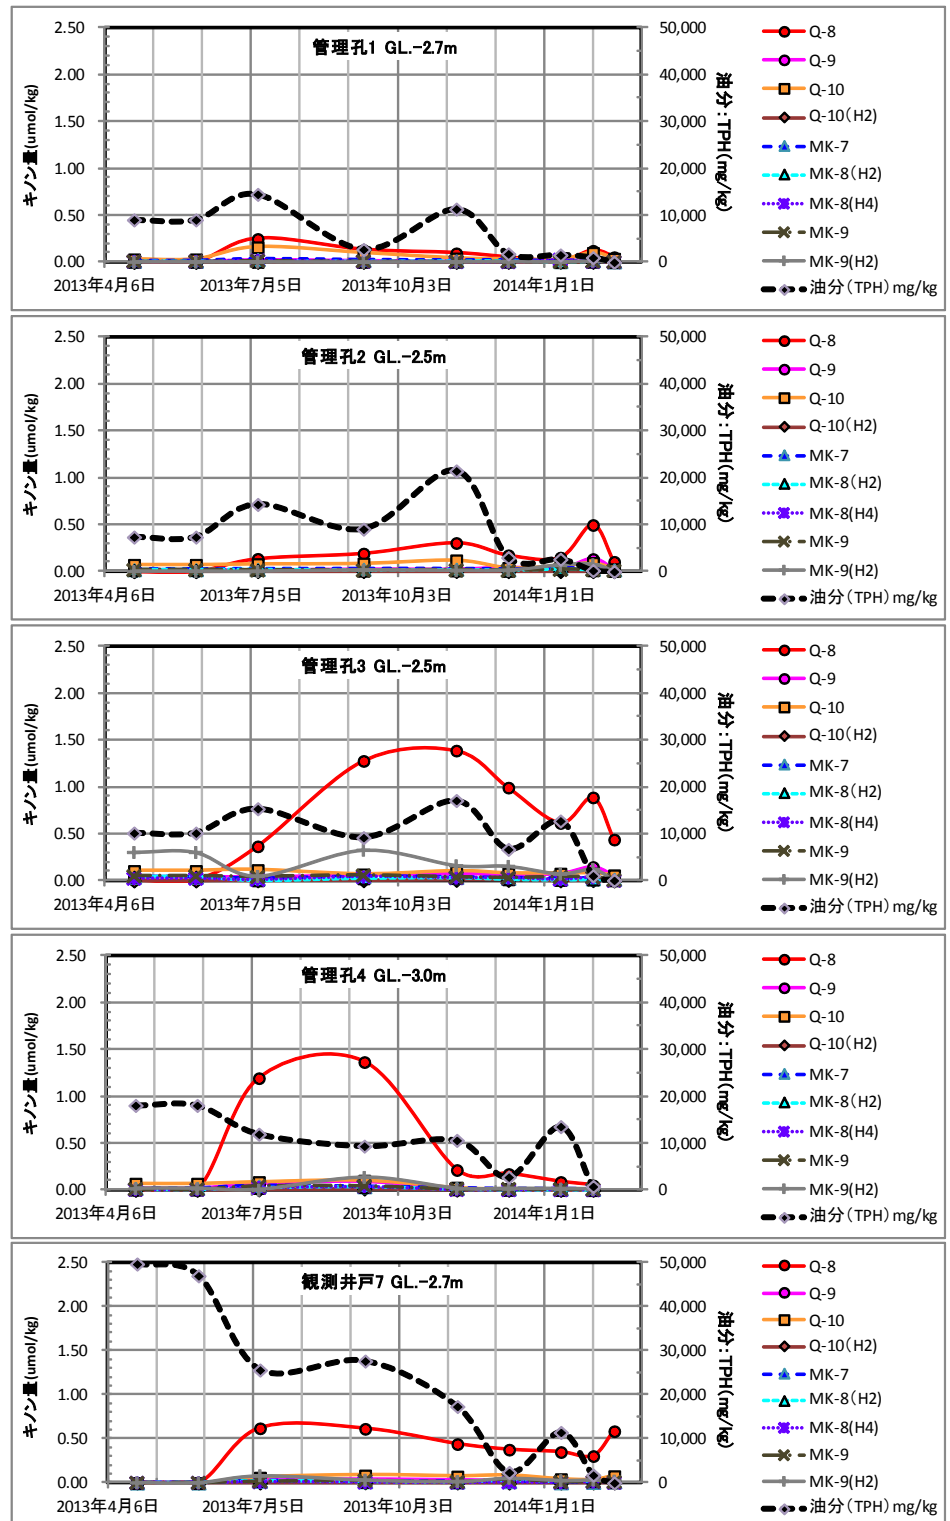 管理孔1 GL.-2.7m
キノン量(umol/kg)
2.50
2.00
1.50
1.00
0.50
0.00
50,000
40,000
30,000
20,000
10,000
0
油分：TPH(mg/kg)
2013年4月6日 2013年7月5日 2013年10月3日 2014年1月1日
Q-8
Q-9
Q-10
Q-10(H2)
MK-7
MK-8(H2)
MK-8(H4)
MK-9
MK-9(H2)
油分(TPH) mg/kg
管理孔2 GL.-2.5m
キノン量(umol/kg)
2.50
2.00
1.50
1.00
0.50
0.00
50,000
40,000
30,000
20,000
10,000
0
油分：TPH(mg/kg)
2013年4月6日 2013年7月5日 2013年10月3日 2014年1月1日
Q-8
Q-9
Q-10
Q-10(H2)
MK-7
MK-8(H2)
MK-8(H4)
MK-9
MK-9(H2)
油分(TPH) mg/kg
管理孔3 GL.-2.5m
キノン量(umol/kg)
2.50
2.00
1.50
1.00
0.50
0.00
50,000
40,000
30,000
20,000
10,000
0
油分：TPH(mg/kg)
2013年4月6日 2013年7月5日 2013年10月3日 2014年1月1日
Q-8
Q-9
Q-10
Q-10(H2)
MK-7
MK-8(H2)
MK-8(H4)
MK-9
MK-9(H2)
油分(TPH) mg/kg
管理孔4 GL.-3.0m
キノン量(umol/kg)
2.50
2.00
1.50
1.00
0.50
0.00
50,000
40,000
30,000
20,000
10,000
0
油分：TPH(mg/kg)
2013年4月6日 2013年7月5日 2013年10月3日 2014年1月1日
Q-8
Q-9
Q-10
Q-10(H2)
MK-7
MK-8(H2)
MK-8(H4)
MK-9
MK-9(H2)
油分(TPH) mg/kg
観測井戸7 GL.-2.7m
キノン量(umol/kg)
2.50
2.00
1.50
1.00
0.50
0.00
50,000
40,000
30,000
20,000
10,000
0
油分：TPH(mg/kg)
2013年4月6日 2013年7月5日 2013年10月3日 2014年1月1日
Q-8
Q-9
Q-10
Q-10(H2)
MK-7
MK-8(H2)
MK-8(H4)
MK-9
MK-9(H2)
油分(TPH) mg/kg